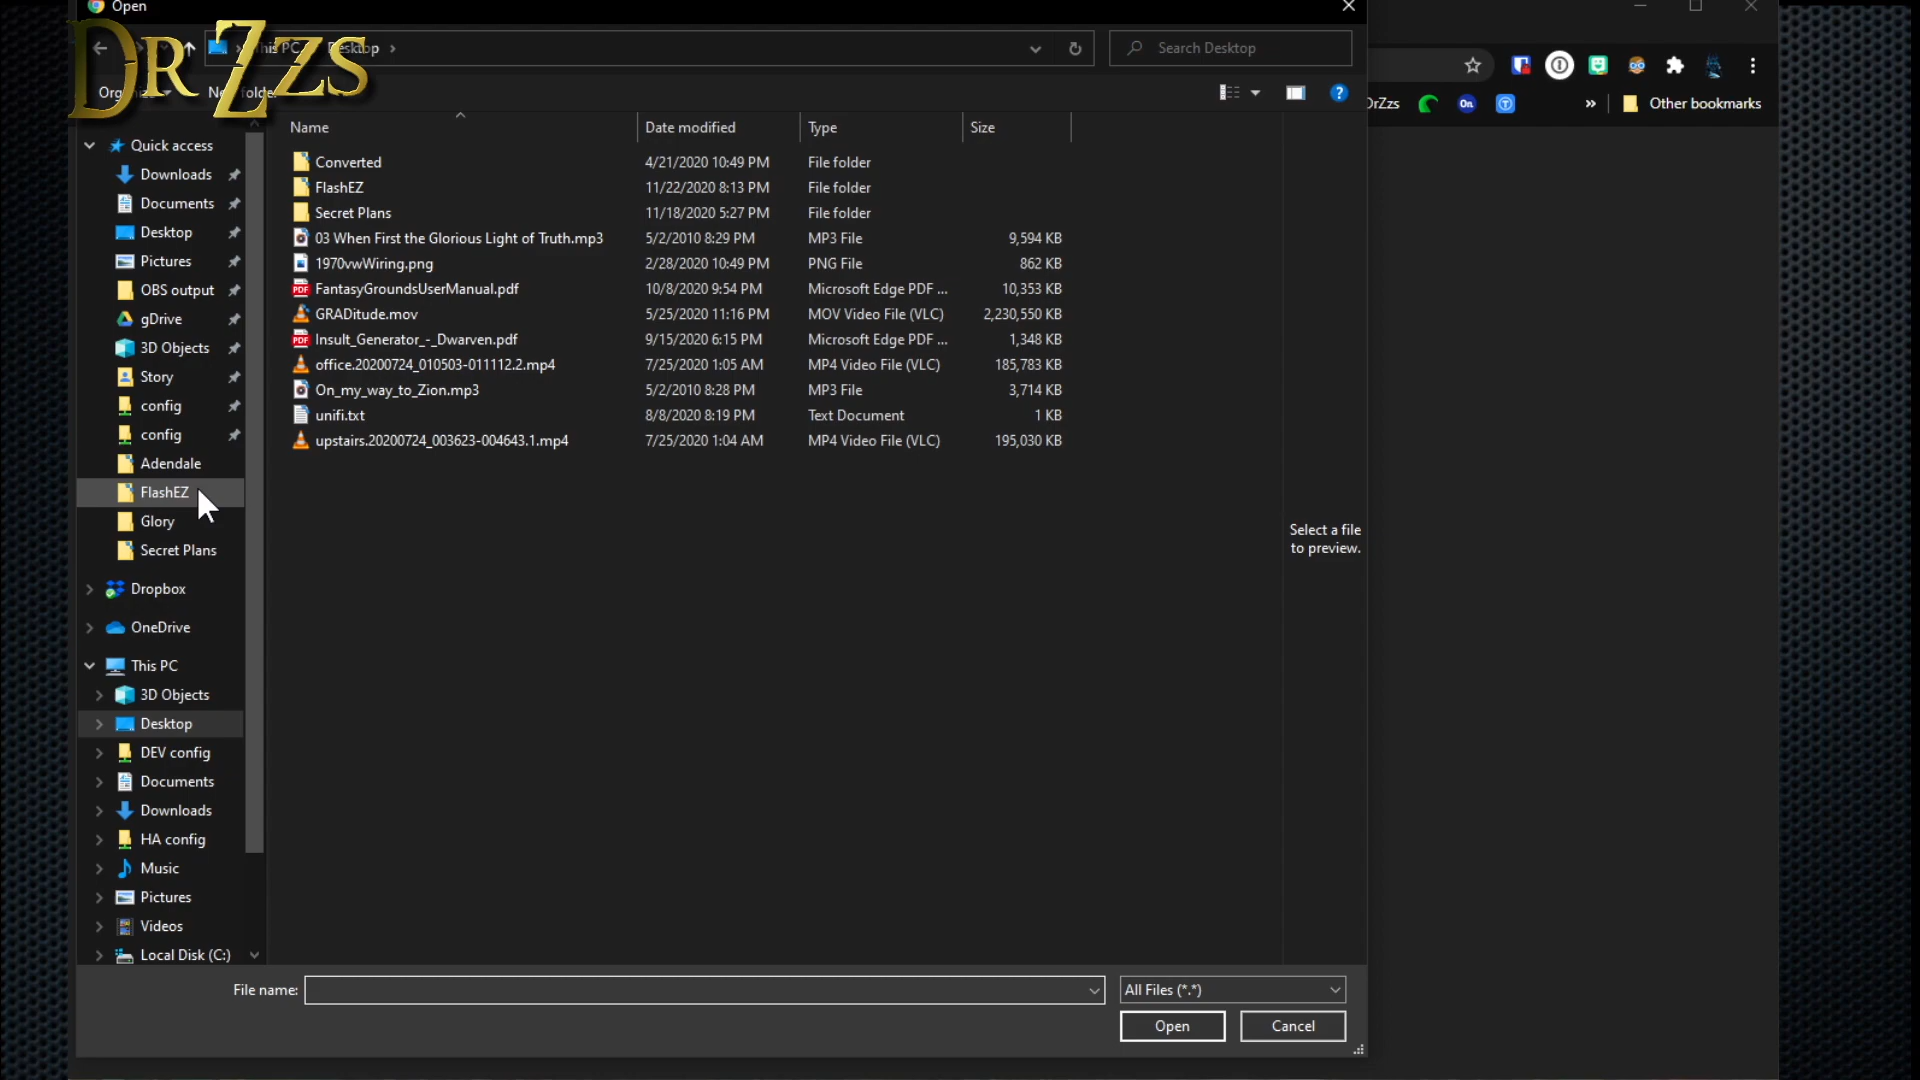 Open
DrZzs
This PC
Desktop
Search Desktop
Organize
New folder
DrZzs
On
T
»
Other bookmarks
Name
Date modified
Type
Size
Quick access
Downloads
Documents
Desktop
Pictures
OBS output
gDrive
3D Objects
Story
config
config
Adendale
FlashEZ
Glory
Secret Plans
Dropbox
OneDrive
This PC
3D Objects
Desktop
DEV config
Documents
Downloads
HA config
Music
Pictures
Videos
Local Disk (C:)
Converted 4/21/2020 10:49 PM File folder
FlashEZ 11/22/2020 8:13 PM File folder
Secret Plans 11/18/2020 5:27 PM File folder
03 When First the Glorious Light of Truth.mp3 5/2/2010 8:29 PM MP3 File 9,594 KB
1970vwWiring.png 2/28/2020 10:49 PM PNG File 862 KB
PDF FantasyGroundsUserManual.pdf 10/8/2020 9:54 PM Microsoft Edge PDF ... 10,353 KB
GRADitude.mov 5/25/2020 11:16 PM MOV Video File (VLC) 2,230,550 KB
PDF Insult_Generator_-_Dwarven.pdf 9/15/2020 6:15 PM Microsoft Edge PDF ... 1,348 KB
office.20200724_010503-011112.2.mp4 7/25/2020 1:05 AM MP4 Video File (VLC) 185,783 KB
On_my_way_to_Zion.mp3 5/2/2010 8:28 PM MP3 File 3,714 KB
unifi.txt 8/8/2020 8:19 PM Text Document 1 KB
upstairs.20200724_003623-004643.1.mp4 7/25/2020 1:04 AM MP4 Video File (VLC) 195,030 KB
Select a file
to preview.
File name:
All Files (*.*)
Open
Cancel